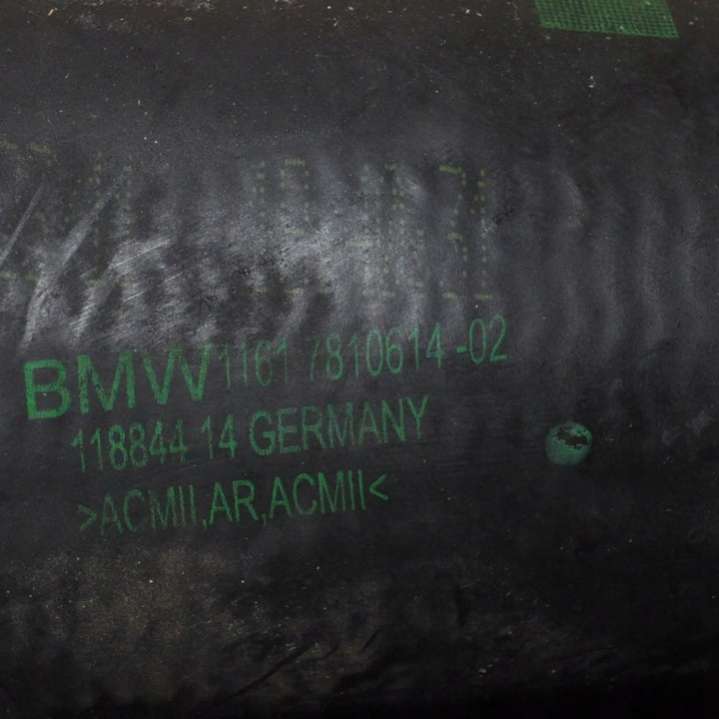 BMW 1161 7810614 -02
118844 14 GERMANY
>ACMII,AR,ACMII<